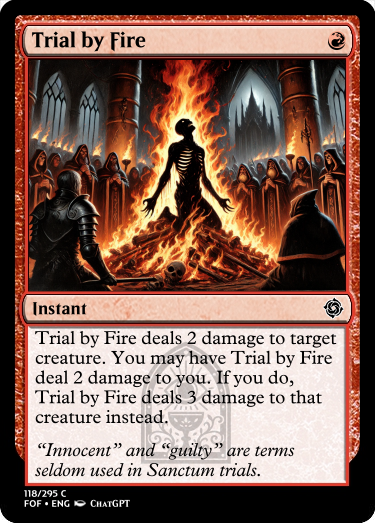 Trial by Fire
Instant
Trial by Fire deals 2 damage to target
creature. You may have Trial by Fire
deal 2 damage to you. If you do,
Trial by Fire deals 3 damage to that
creature instead.
“Innocent” and “guilty” are terms
seldom used in Sanctum trials.
118/295 C
FOF • ENG ChatGPT